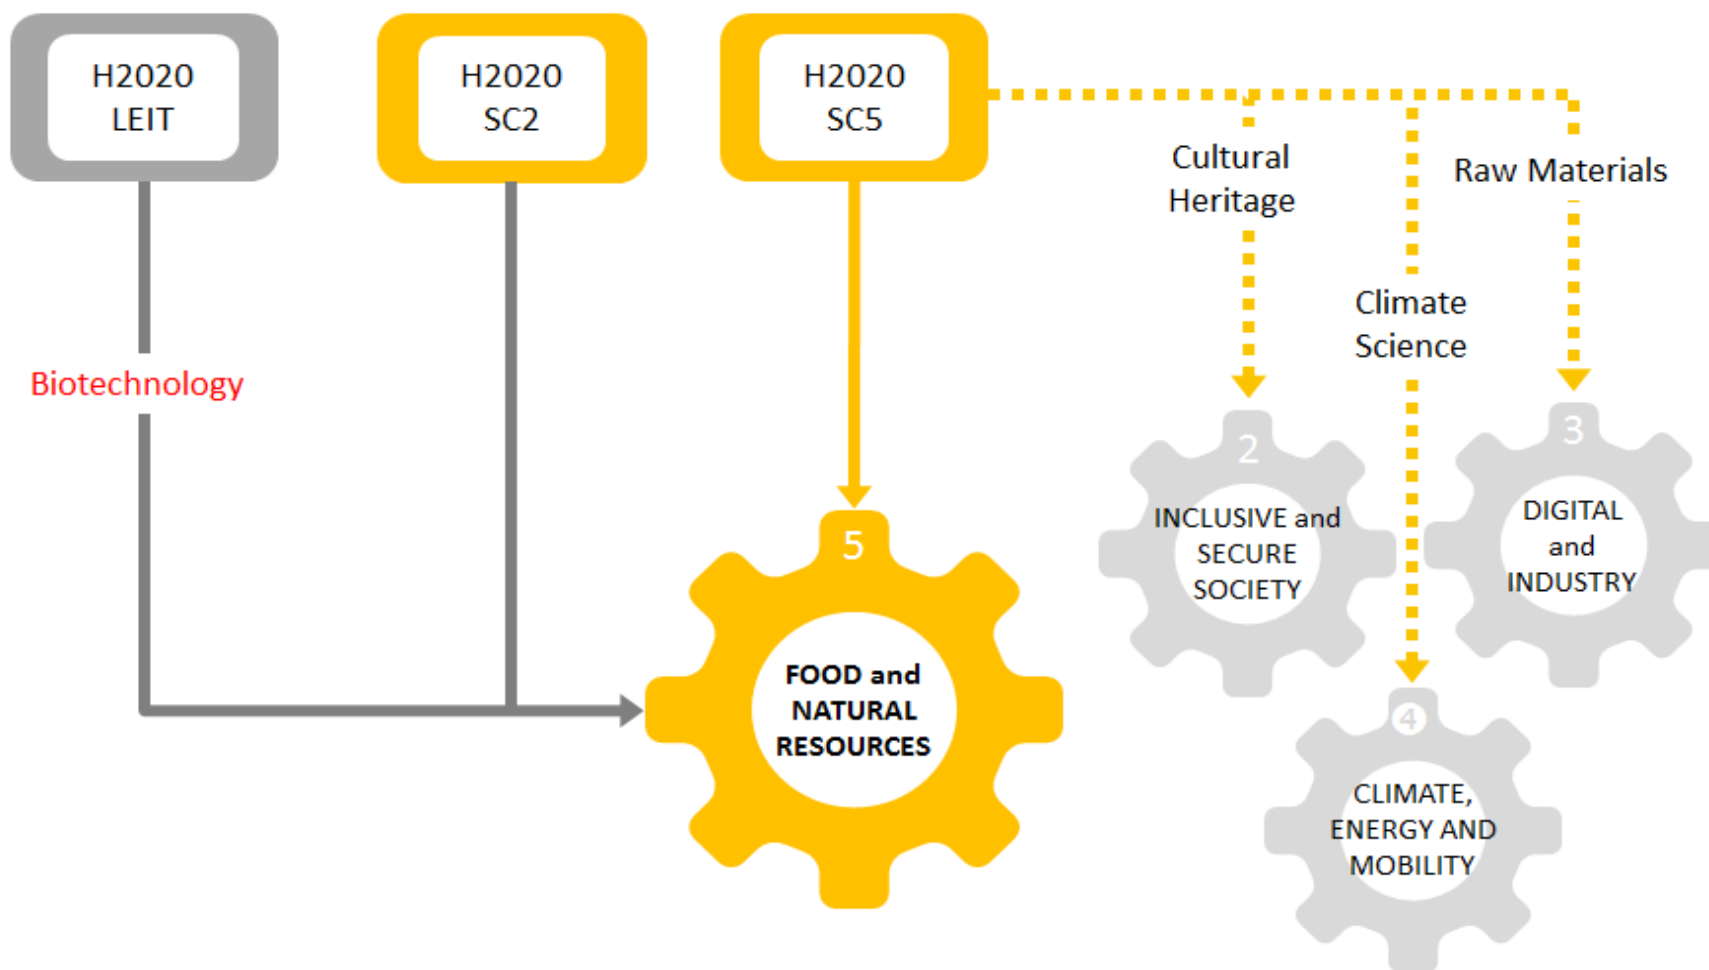 H2020
LEIT
H2020
SC2
H2020
SC5
Cultural
Heritage
Raw Materials
Climate
Science
Biotechnology
2
INCLUSIVE and
SECURE
SOCIETY
3
DIGITAL
and
INDUSTRY
5
FOOD and
NATURAL
RESOURCES
4
CLIMATE,
ENERGY AND
MOBILITY